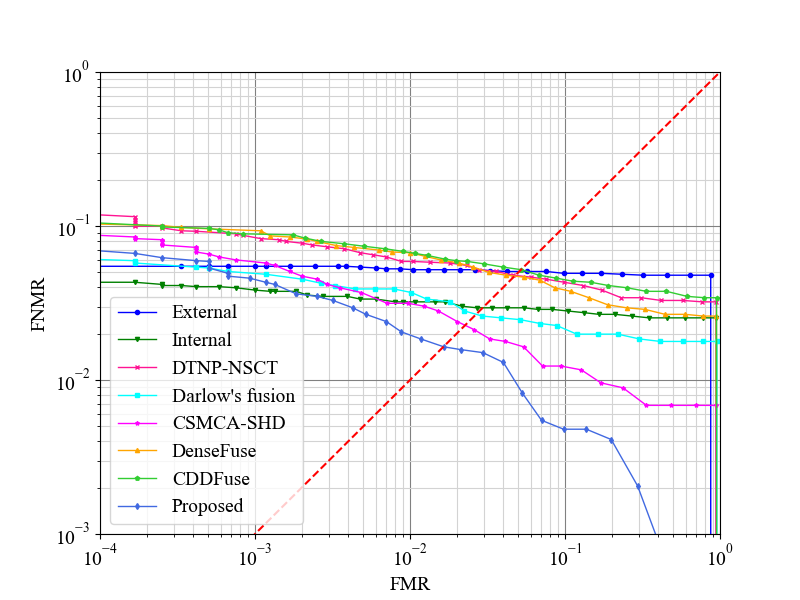 10⁰
10⁻¹
10⁻²
10⁻³
FNMR
External
Internal
DTNP-NSCT
Darlow's fusion
CSMCA-SHD
DenseFuse
CDDFuse
Proposed
10⁻⁴ 10⁻³ 10⁻² 10⁻¹ 10⁰
FMR